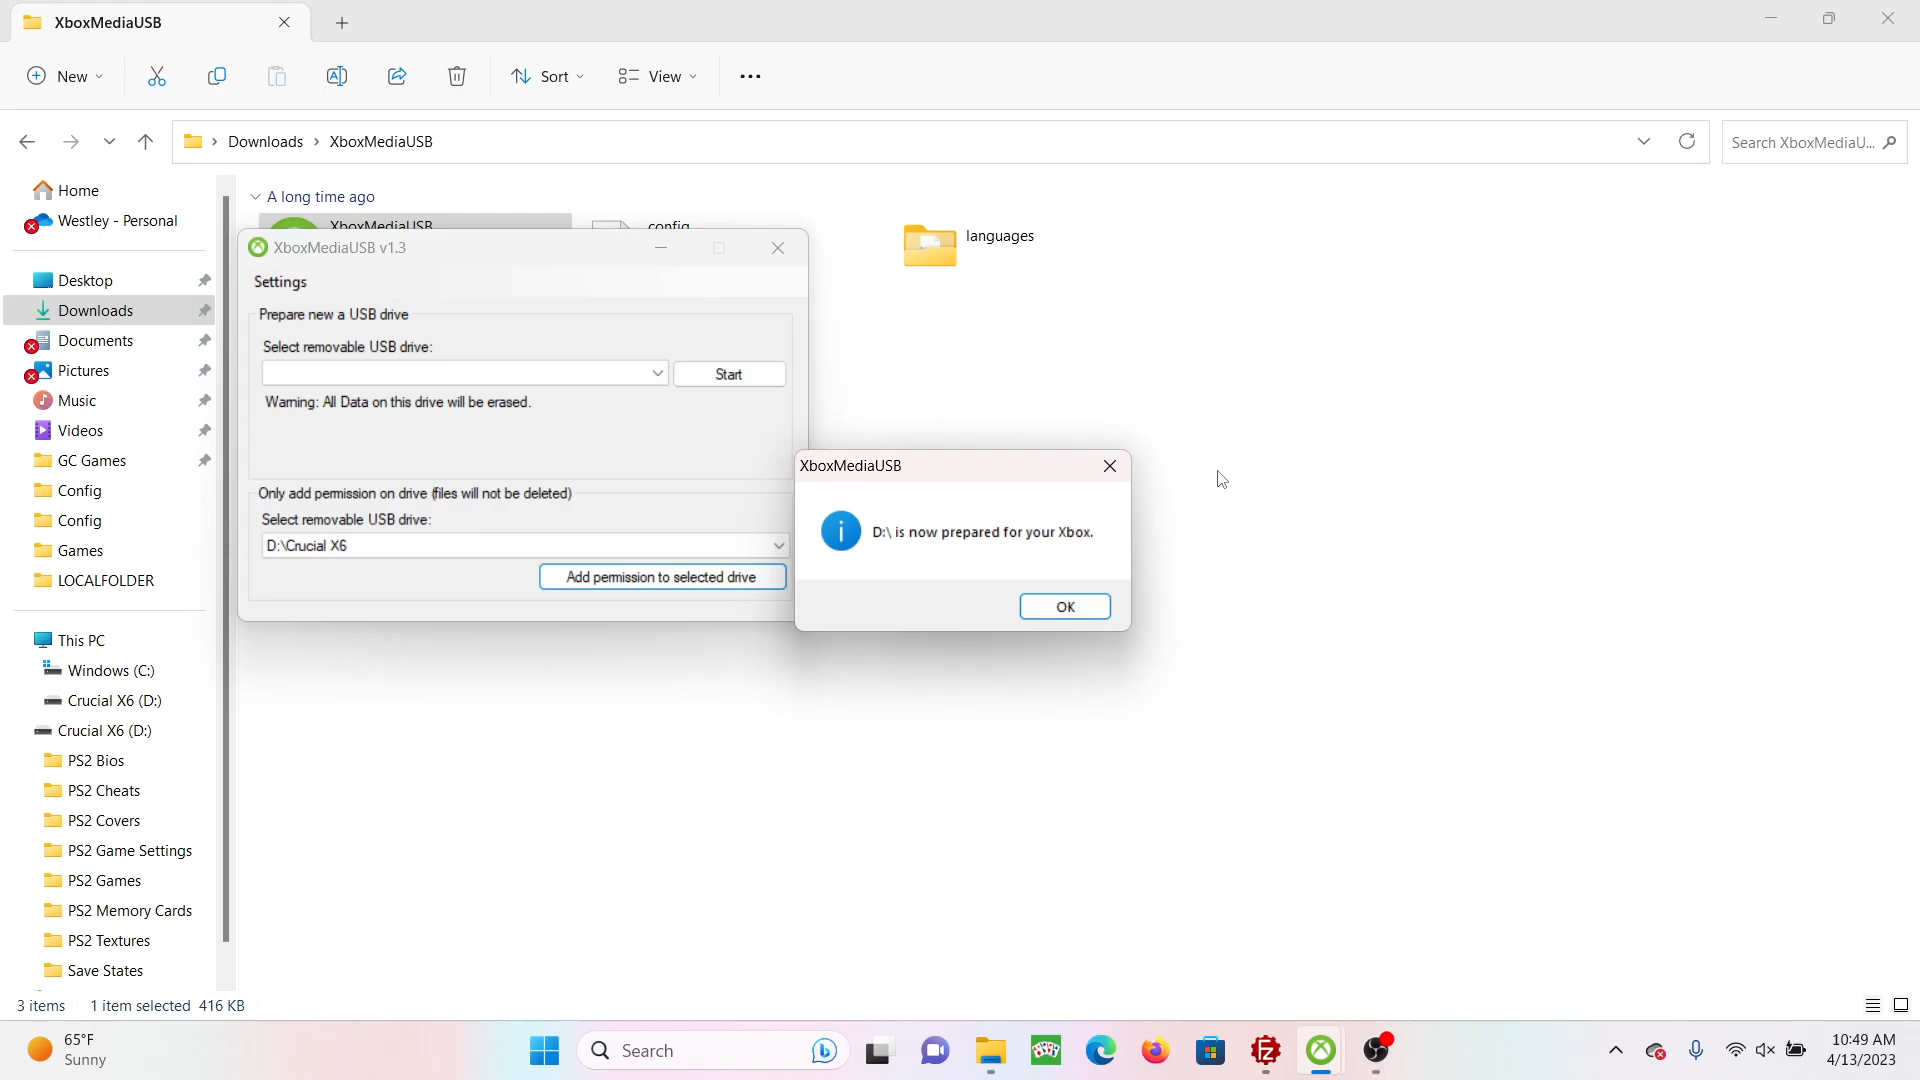 XboxMediaUSB
New
Sort
View
Downloads
XboxMediaUSB
Search XboxMediaU...
Home
Westley - Personal
Desktop
Downloads
Documents
Pictures
Music
Videos
GC Games
Config
Config
Games
LOCALFOLDER
This PC
Windows (C:)
Crucial X6 (D:)
Crucial X6 (D:)
PS2 Bios
PS2 Cheats
PS2 Covers
PS2 Game Settings
PS2 Games
PS2 Memory Cards
PS2 Textures
Save States
A long time ago
XboxMediaUSB
config
languages
XboxMediaUSB v1.3
Settings
Prepare new a USB drive
Select removable USB drive:
Start
Warning: All Data on this drive will be erased.
Only add permission on drive (files will not be deleted)
Select removable USB drive:
D:\Crucial X6
Add permission to selected drive
XboxMediaUSB
D:\ is now prepared for your Xbox.
OK
3 items 1 item selected 416 KB
65°F
Sunny
Search
10:49 AM
4/13/2023